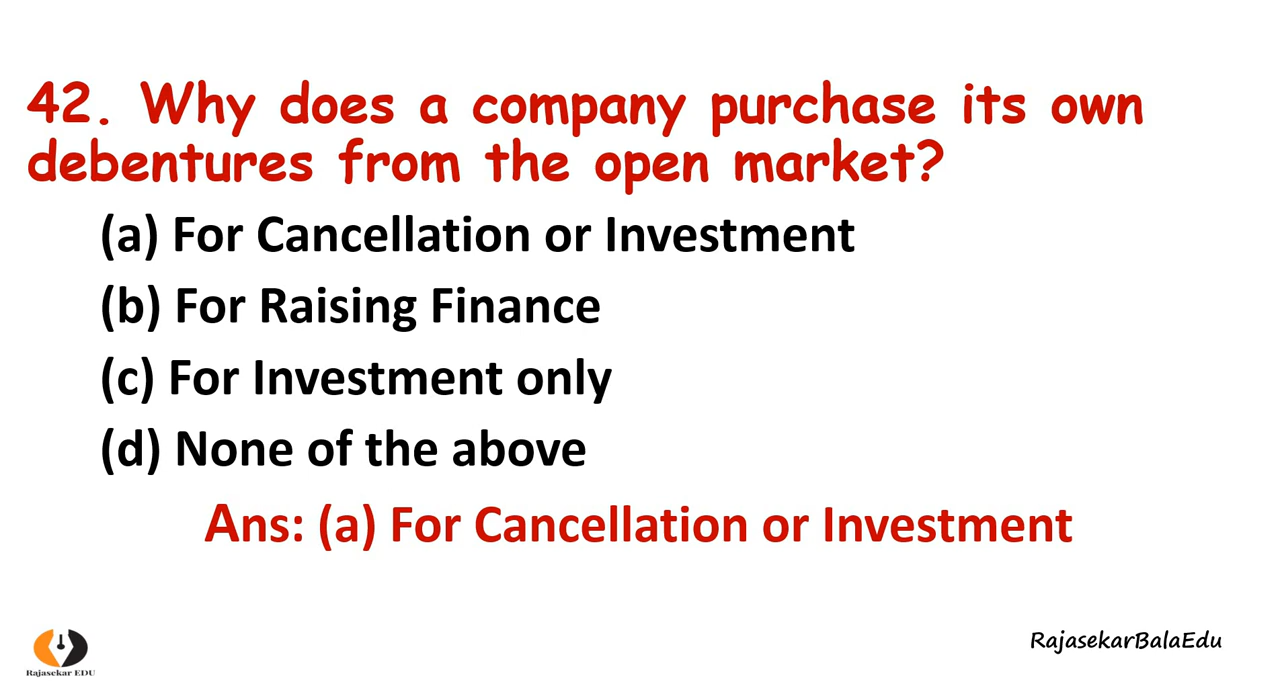 42. Why does a company purchase its own
debentures from the open market?
(a) For Cancellation or Investment
(b) For Raising Finance
(c) For Investment only
(d) None of the above
Ans: (a) For Cancellation or Investment
RajasekarBalaEdu
Rajasekar EDU